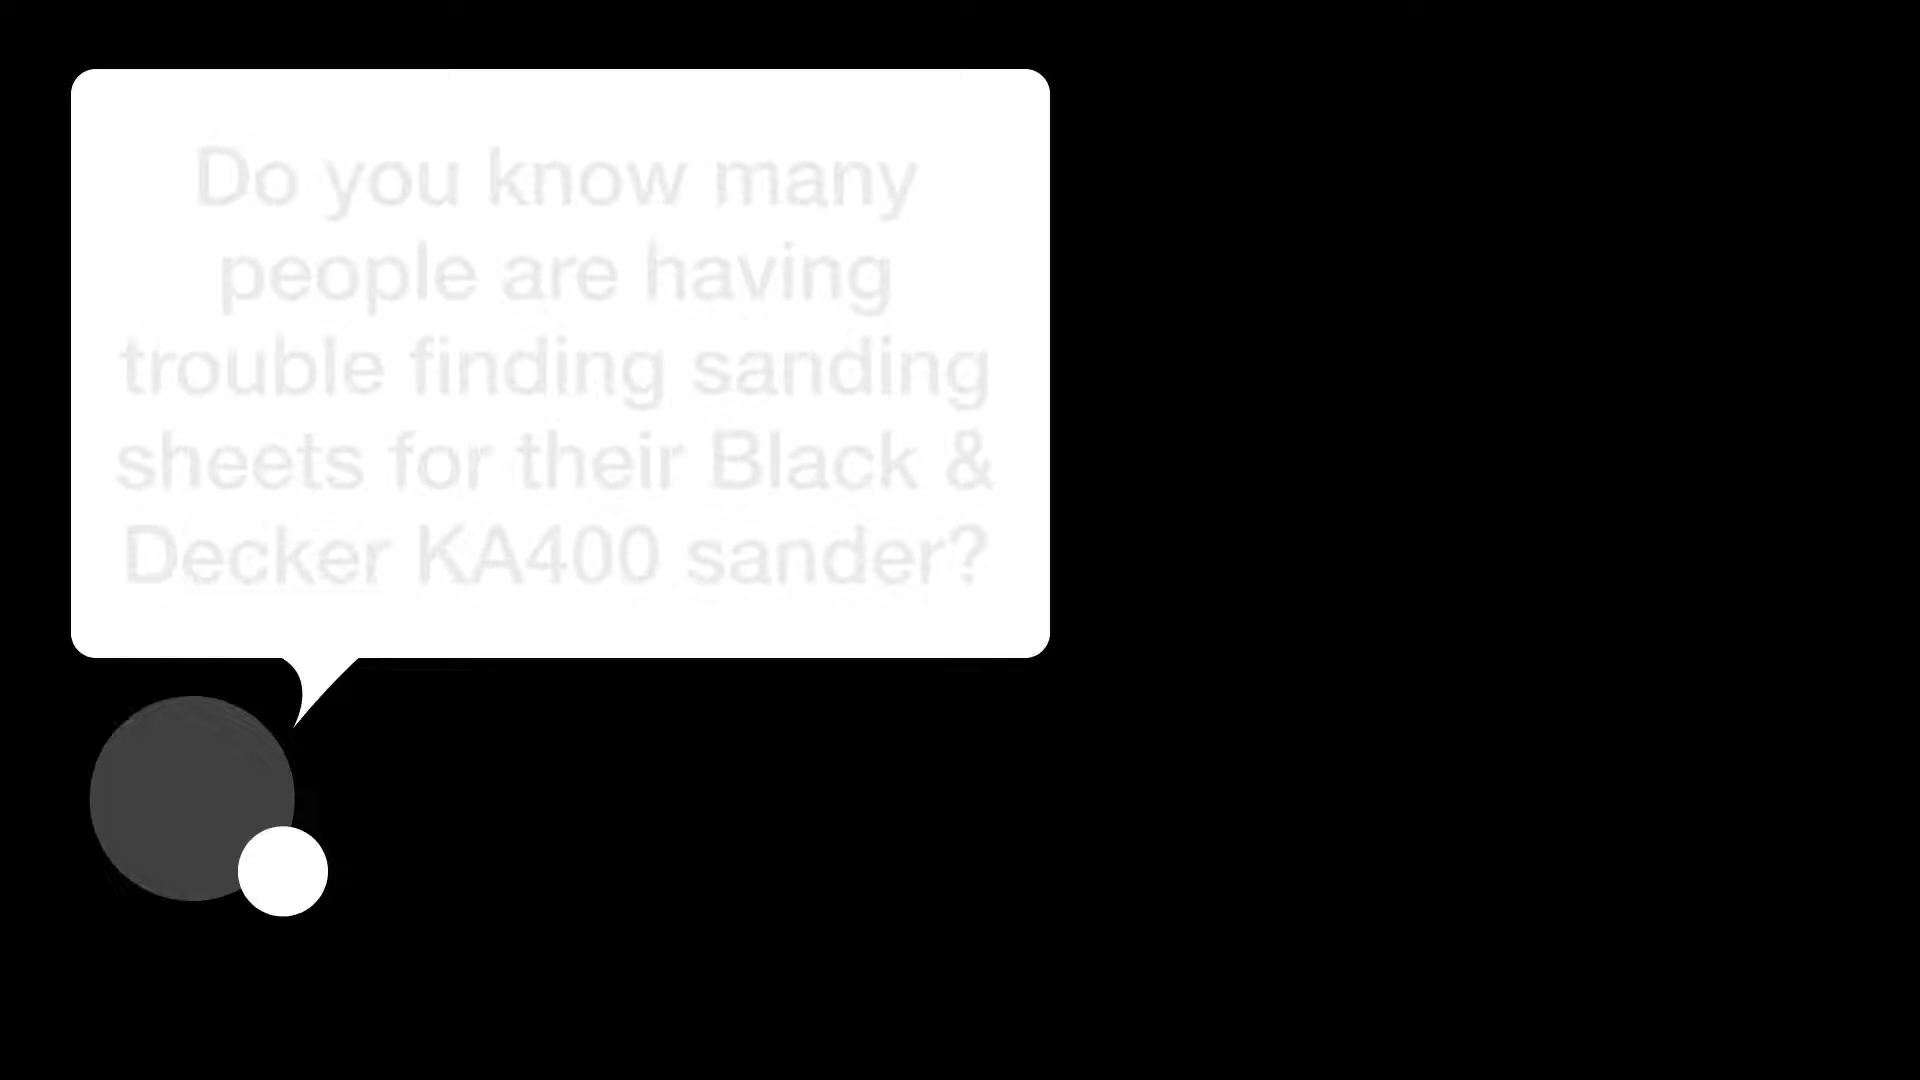 Do you know many
people are having
trouble finding sanding
sheets for their Black &
Decker KA400 sander?